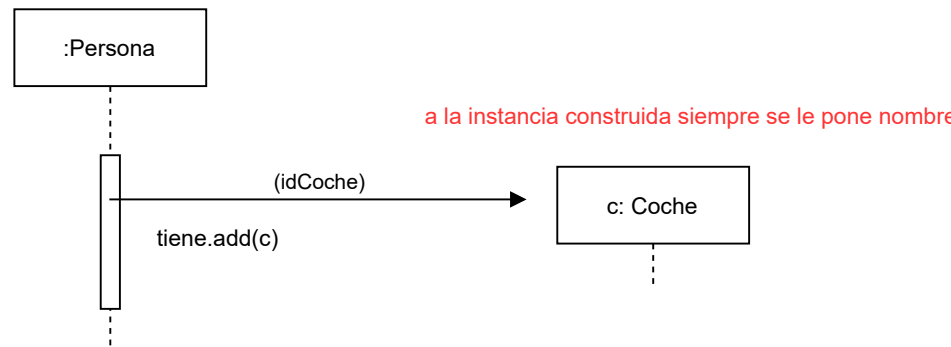 :Persona
a la instancia construida siempre se le pone nombre
(idCoche)
c: Coche
tiene.add(c)